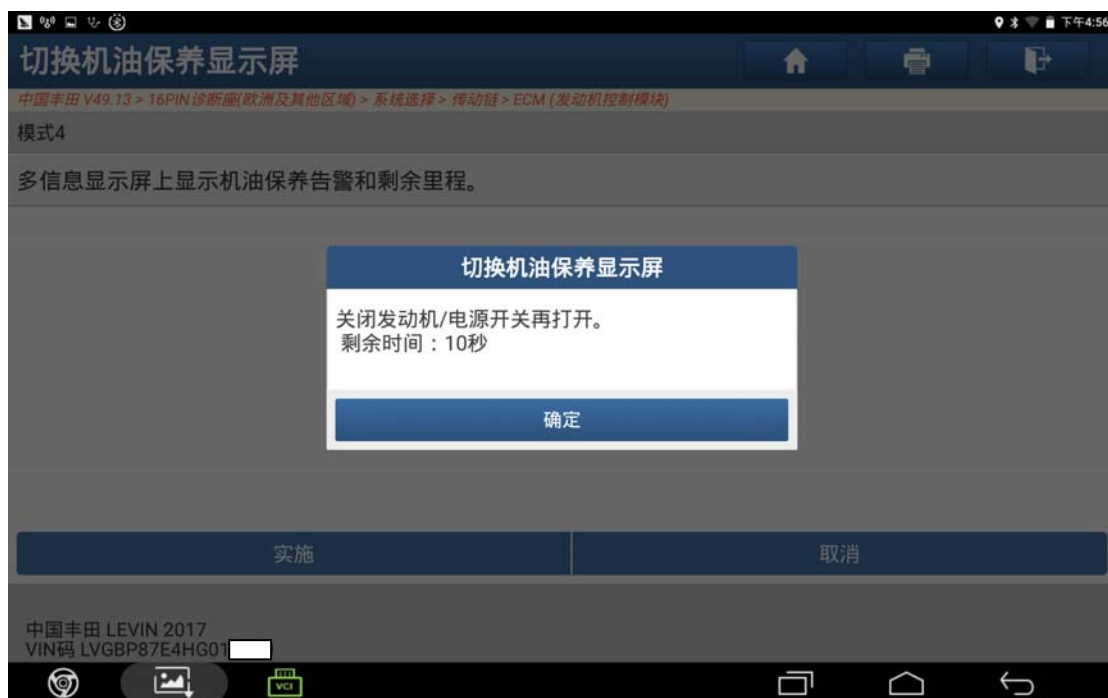 下午4:56
切换机油保养显示屏
中国丰田 V49.13 > 16PIN诊断座(欧洲及其他区域) > 系统选择 > 传动链 > ECM (发动机控制模块)
模式4
多信息显示屏上显示机油保养告警和剩余里程。
切换机油保养显示屏
关闭发动机/电源开关再打开。
剩余时间：10秒
确定
实施
取消
中国丰田 LEVIN 2017
VIN码 LVGBP87E4HG01
VCI